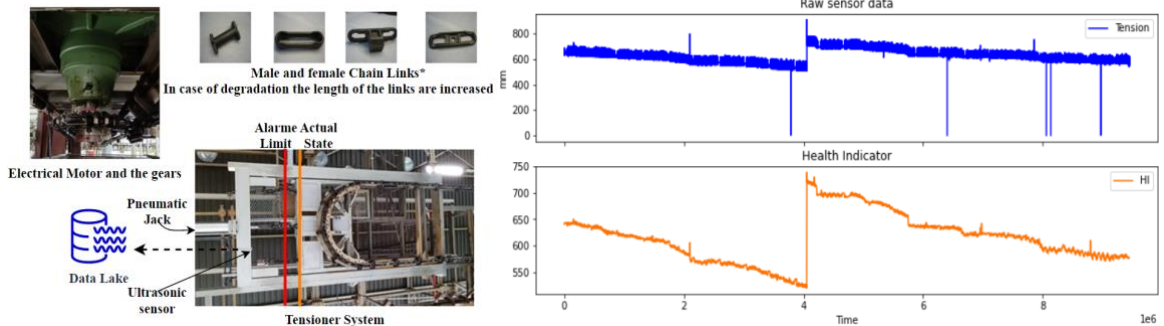 Male and female Chain Links*
In case of degradation the length of the links are increased
Alarme Actual
Limit State
Electrical Motor and the gears
Pneumatic
Jack
Data Lake
Ultrasonic
sensor
Tensioner System
Raw sensor data
Tension
800
600
400
200
0
mm
Health Indicator
HI
750
700
650
600
550
0
2
4
6
8
Time
1e6